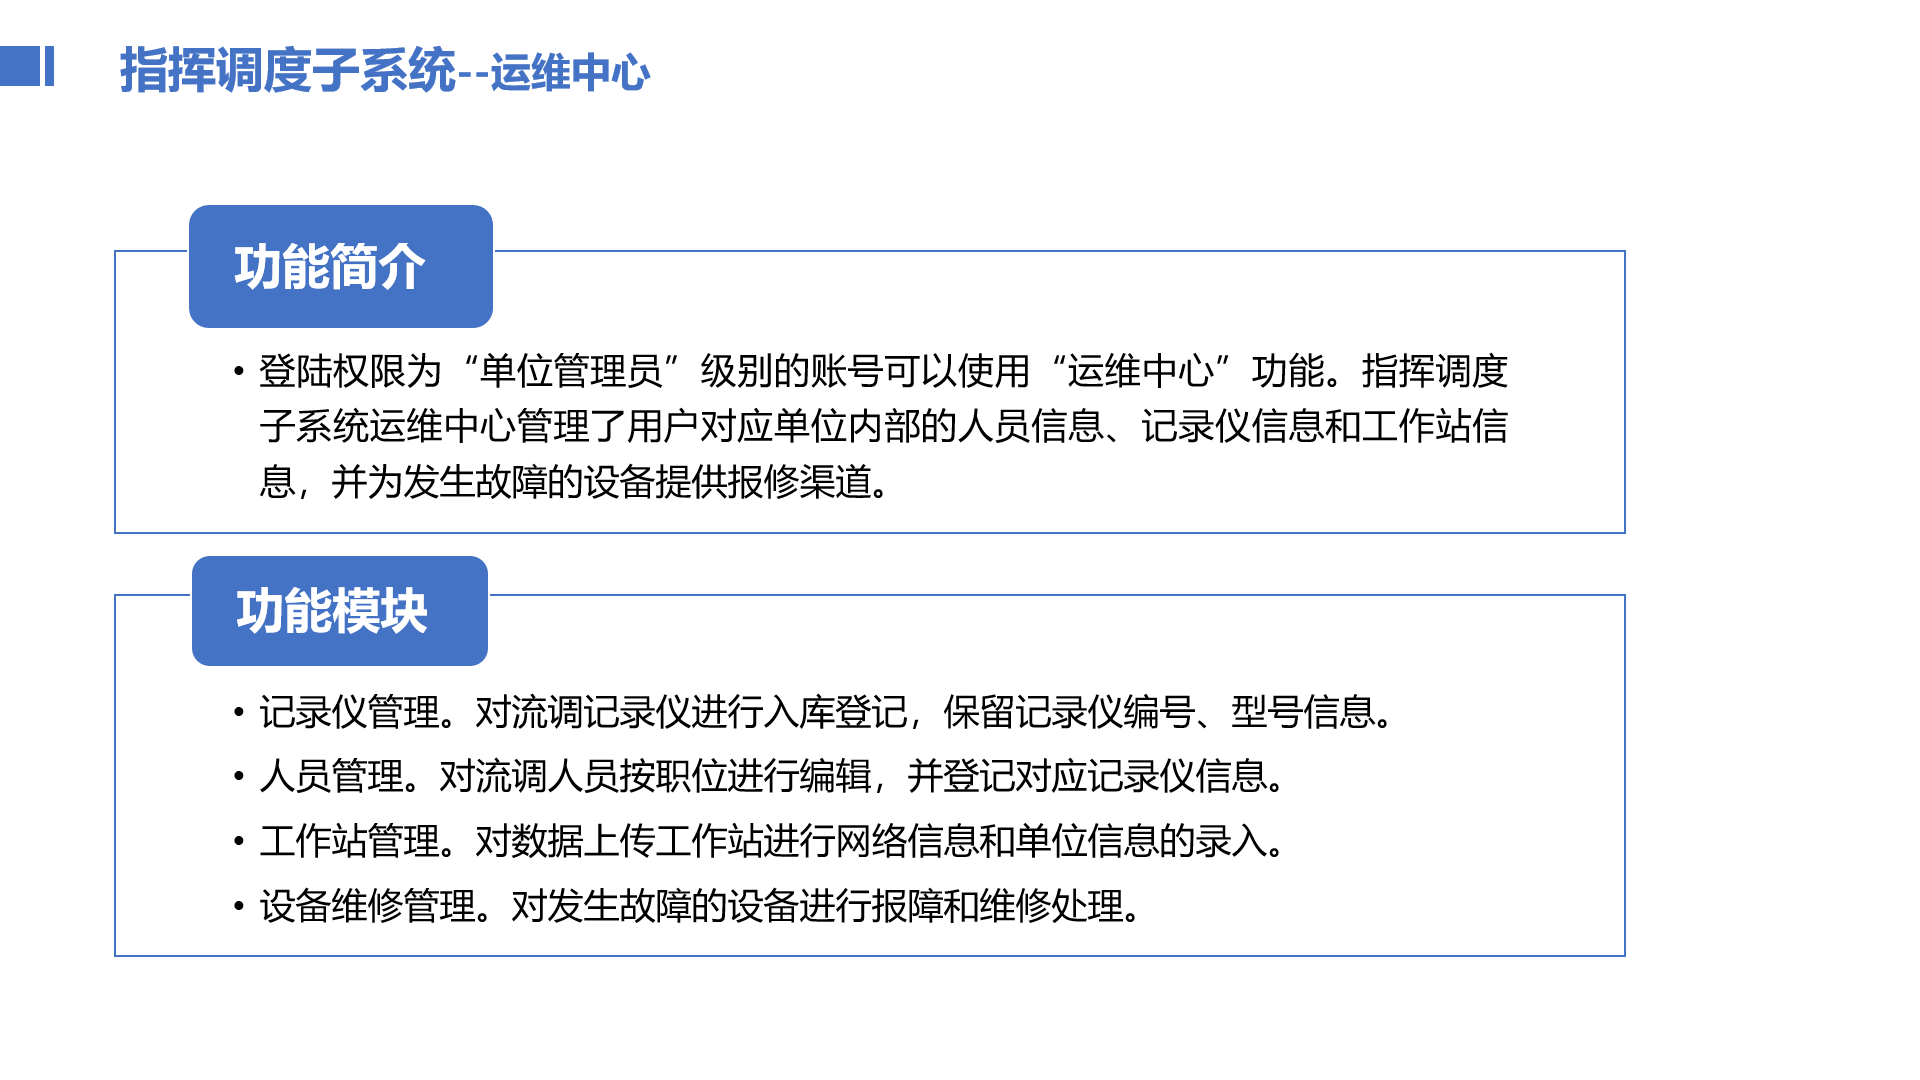 指挥调度子系统--运维中心
功能简介
• 登陆权限为“单位管理员”级别的账号可以使用“运维中心”功能。指挥调度
子系统运维中心管理了用户对应单位内部的人员信息、记录仪信息和工作站信
息，并为发生故障的设备提供报修渠道。
功能模块
• 记录仪管理。对流调记录仪进行入库登记，保留记录仪编号、型号信息。
• 人员管理。对流调人员按职位进行编辑，并登记对应记录仪信息。
• 工作站管理。对数据上传工作站进行网络信息和单位信息的录入。
• 设备维修管理。对发生故障的设备进行报障和维修处理。